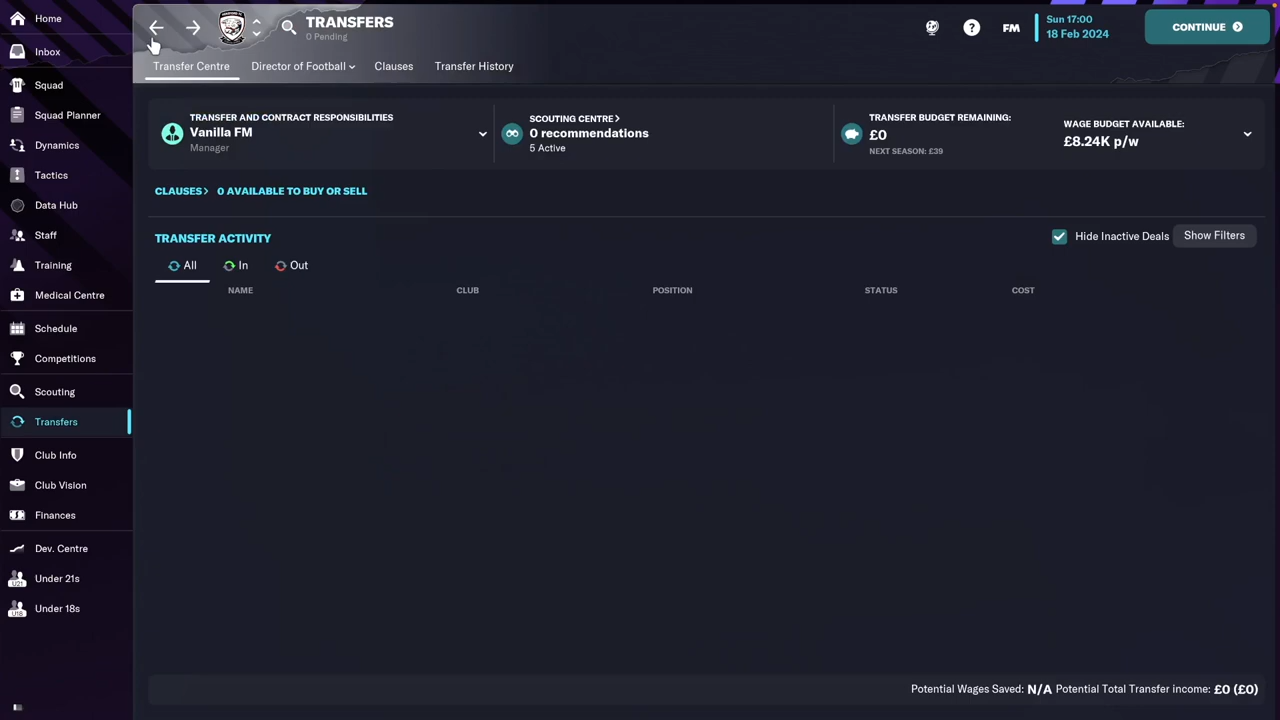 Home
Inbox
Squad
Squad Planner
Dynamics
Tactics
Data Hub
Staff
Training
Medical Centre
Schedule
Competitions
Scouting
Transfers
Club Info
Club Vision
Finances
Dev. Centre
Under 21s
Under 18s
TRANSFERS
0 Pending
FM
Sun 17:00
18 Feb 2024
CONTINUE
Transfer Centre
Director of Football
Clauses
Transfer History
TRANSFER AND CONTRACT RESPONSIBILITIES
Vanilla FM
Manager
SCOUTING CENTRE>
0 recommendations
5 Active
TRANSFER BUDGET REMAINING:
£0
NEXT SEASON: £39
WAGE BUDGET AVAILABLE:
£8.24K p/w
CLAUSES> 0 AVAILABLE TO BUY OR SELL
TRANSFER ACTIVITY
Hide Inactive Deals
Show Filters
All
In
Out
NAME
CLUB
POSITION
STATUS
COST
Potential Wages Saved: N/A Potential Total Transfer income: £0 (£0)